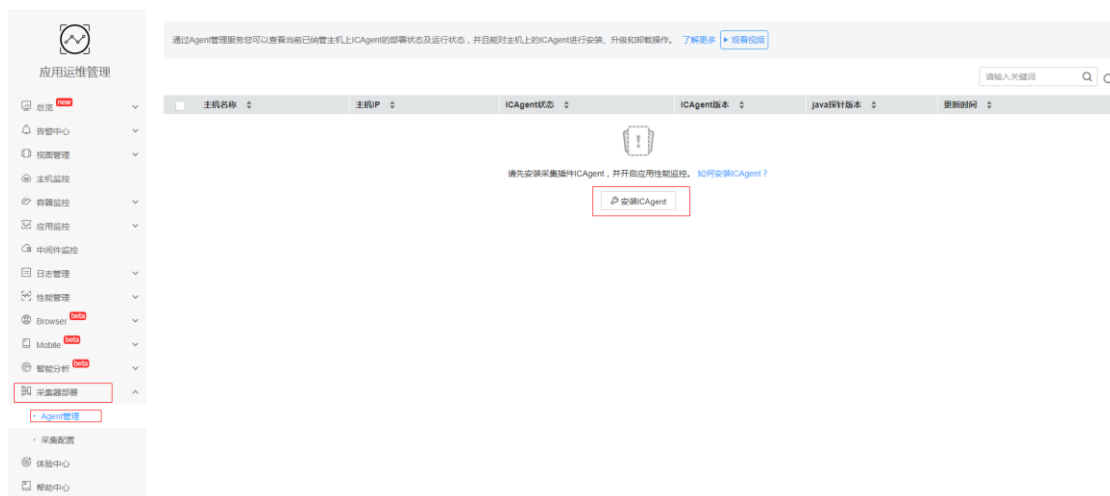 应用运维管理
总览 new
告警中心
视图管理
主机监控
容器监控
应用监控
中间件监控
日志管理
性能管理
Browser beta
Mobile beta
智能分析 beta
采集器部署
Agent管理
采集配置
体验中心
帮助中心
通过Agent管理服务您可以查看当前已纳管主机上ICAgent的部署状态及运行状态，并且能对主机上的ICAgent进行安装、升级和卸载操作。 了解更多 观看视频
请输入关键词
主机名称 主机IP ICAgent状态 ICAgent版本 java探针版本 更新时间
请先安装采集插件ICAgent，并开启应用性能监控。 如何安装ICAgent？
安装ICAgent